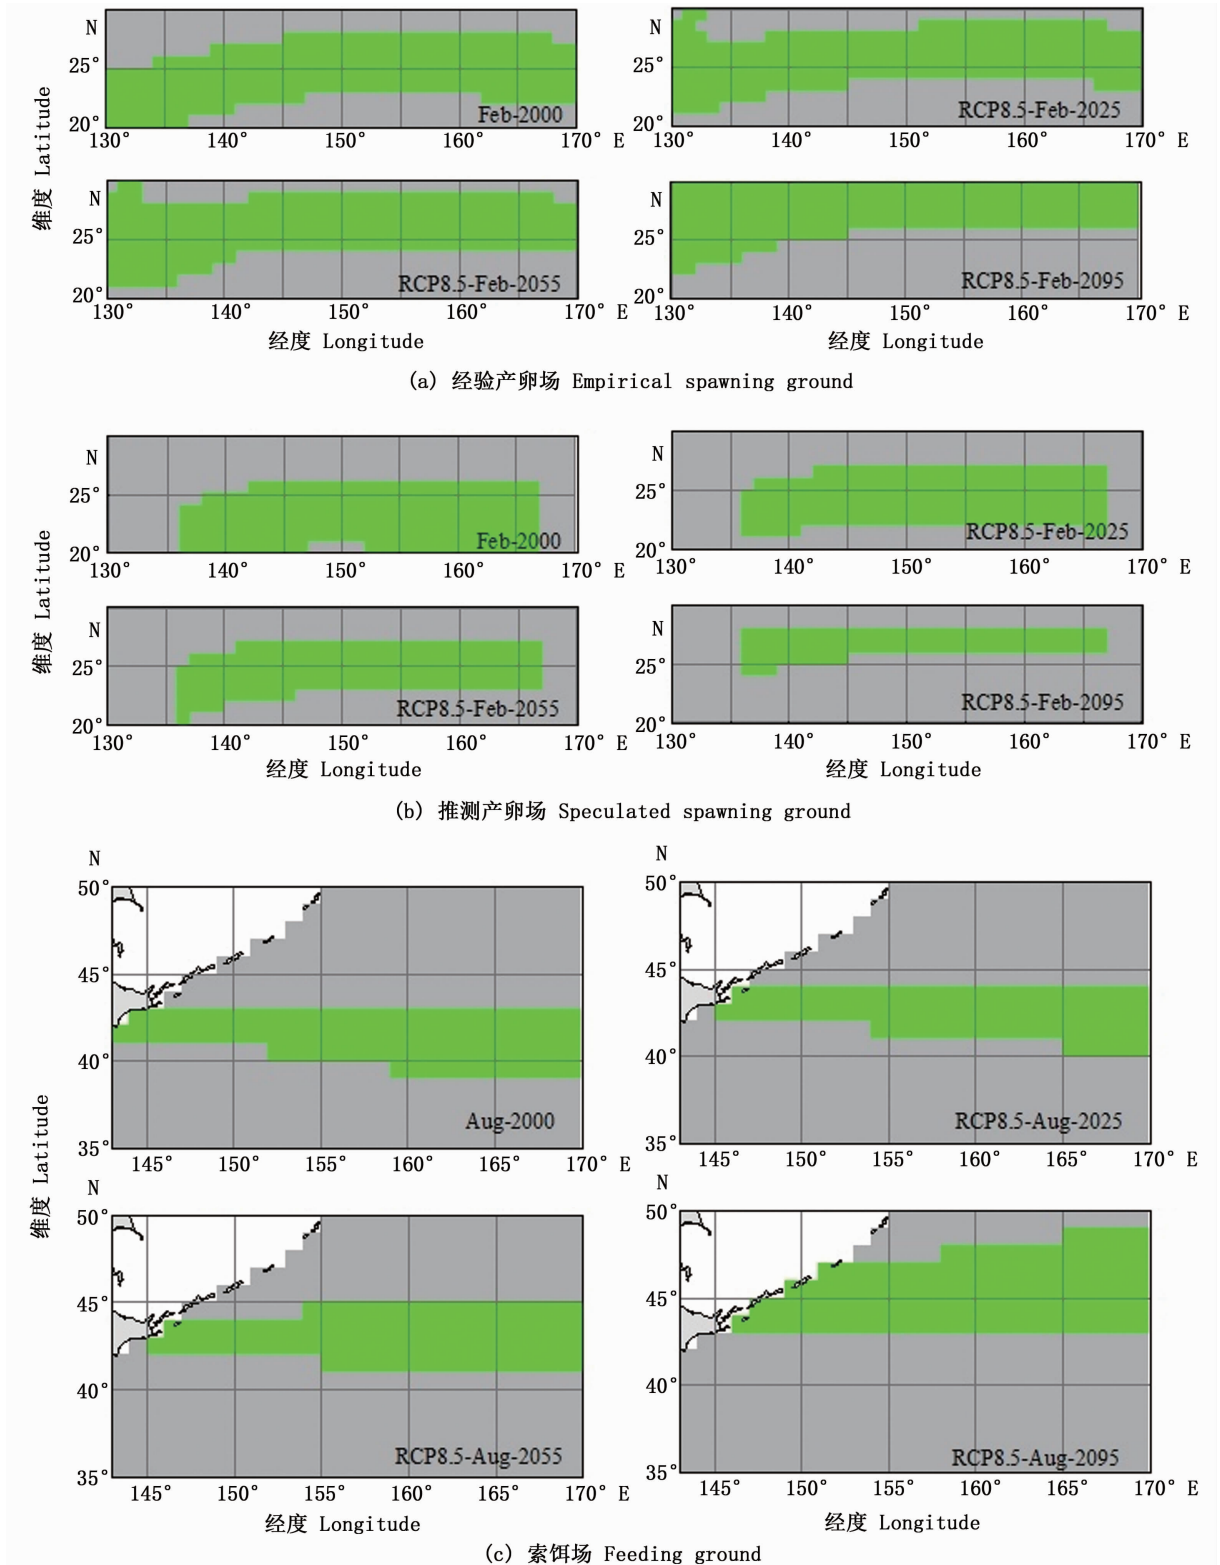 N
25°
20°
130° 140° 150° 160° 170° E
Feb-2000
N
25°
20°
130° 140° 150° 160° 170° E
RCP8.5-Feb-2025
维度 Latitude
N
25°
20°
130° 140° 150° 160° 170° E
RCP8.5-Feb-2055
经度 Longitude
N
25°
20°
130° 140° 150° 160° 170° E
RCP8.5-Feb-2095
经度 Longitude
(a) 经验产卵场 Empirical spawning ground
N
25°
20°
130° 140° 150° 160° 170° E
Feb-2000
N
25°
20°
130° 140° 150° 160° 170° E
RCP8.5-Feb-2025
维度 Latitude
N
25°
20°
130° 140° 150° 160° 170° E
RCP8.5-Feb-2055
经度 Longitude
N
25°
20°
130° 140° 150° 160° 170° E
RCP8.5-Feb-2095
经度 Longitude
(b) 推测产卵场 Speculated spawning ground
N
50°
45°
40°
35°
145° 150° 155° 160° 165° 170° E
Aug-2000
N
50°
45°
40°
35°
145° 150° 155° 160° 165° 170° E
RCP8.5-Aug-2025
维度 Latitude
N
50°
45°
40°
35°
145° 150° 155° 160° 165° 170° E
RCP8.5-Aug-2055
经度 Longitude
N
50°
45°
40°
35°
145° 150° 155° 160° 165° 170° E
RCP8.5-Aug-2095
经度 Longitude
(c) 索饵场 Feeding ground